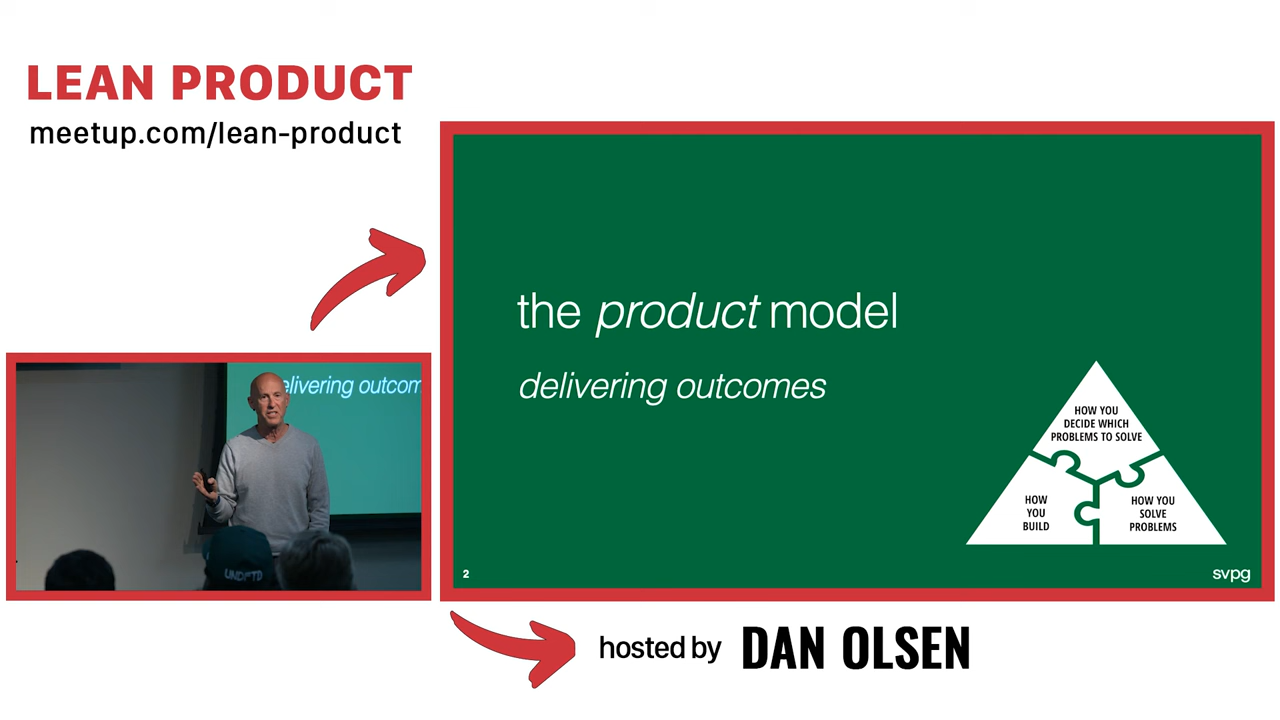 LEAN PRODUCT
meetup.com/lean-product
elivering outcom
UNDFTD
the product model
delivering outcomes
HOW YOU
DECIDE WHICH
PROBLEMS TO SOLVE
HOW
YOU
BUILD
HOW YOU
SOLVE
PROBLEMS
2
svpg
hosted by DAN OLSEN